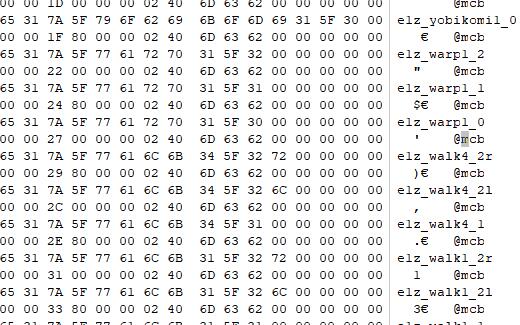 00 00 1D 00 00 00 02 40 6D 63 62 00 00 00 00 00 @mcb
65 31 7A 5F 79 6F 62 69 6B 6F 6D 69 31 5F 30 00 e1z_yobikomi1_0
00 00 1F 80 00 00 02 40 6D 63 62 00 00 00 00 00 € @mcb
65 31 7A 5F 77 61 72 70 31 5F 32 00 00 00 00 00 e1z_warp1_2
00 00 22 00 00 00 02 40 6D 63 62 00 00 00 00 00 " @mcb
65 31 7A 5F 77 61 72 70 31 5F 31 00 00 00 00 00 e1z_warp1_1
00 00 24 80 00 00 02 40 6D 63 62 00 00 00 00 00 $€ @mcb
65 31 7A 5F 77 61 72 70 31 5F 30 00 00 00 00 00 e1z_warp1_0
00 00 27 00 00 00 02 40 6D 63 62 00 00 00 00 00 ' @mcb
65 31 7A 5F 77 61 6C 6B 34 5F 32 72 00 00 00 00 e1z_walk4_2r
00 00 29 80 00 00 02 40 6D 63 62 00 00 00 00 00 )€ @mcb
65 31 7A 5F 77 61 6C 6B 34 5F 32 6C 00 00 00 00 e1z_walk4_2l
00 00 2C 00 00 00 02 40 6D 63 62 00 00 00 00 00 , @mcb
65 31 7A 5F 77 61 6C 6B 34 5F 31 00 00 00 00 00 e1z_walk4_1
00 00 2E 80 00 00 02 40 6D 63 62 00 00 00 00 00 .€ @mcb
65 31 7A 5F 77 61 6C 6B 31 5F 32 72 00 00 00 00 e1z_walk1_2r
00 00 31 00 00 00 02 40 6D 63 62 00 00 00 00 00 1 @mcb
65 31 7A 5F 77 61 6C 6B 31 5F 32 6C 00 00 00 00 e1z_walk1_2l
00 00 33 80 00 00 02 40 6D 63 62 00 00 00 00 00 3€ @mcb